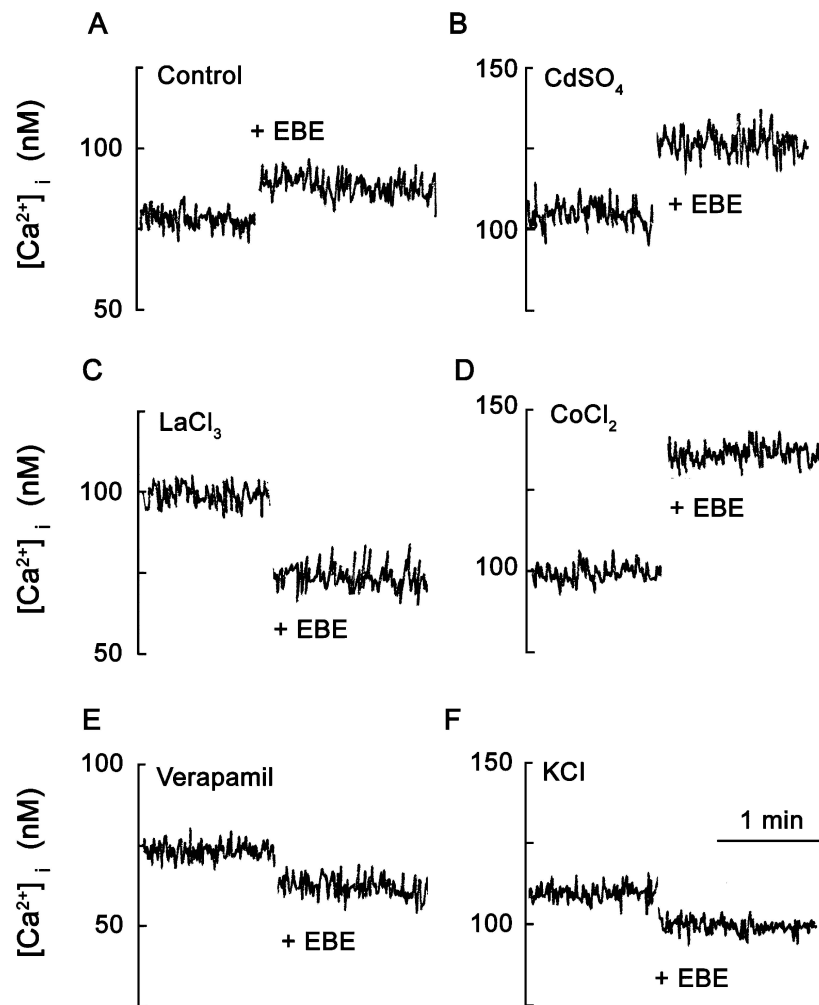 A
Control
+ EBE
100
50
[Ca²⁺]ᵢ (nM)
B
150
CdSO₄
+ EBE
100
C
LaCl₃
100
+ EBE
50
[Ca²⁺]ᵢ (nM)
D
150
CoCl₂
+ EBE
100
E
100
Verapamil
50
+ EBE
[Ca²⁺]ᵢ (nM)
F
150
KCl
1 min
100
+ EBE